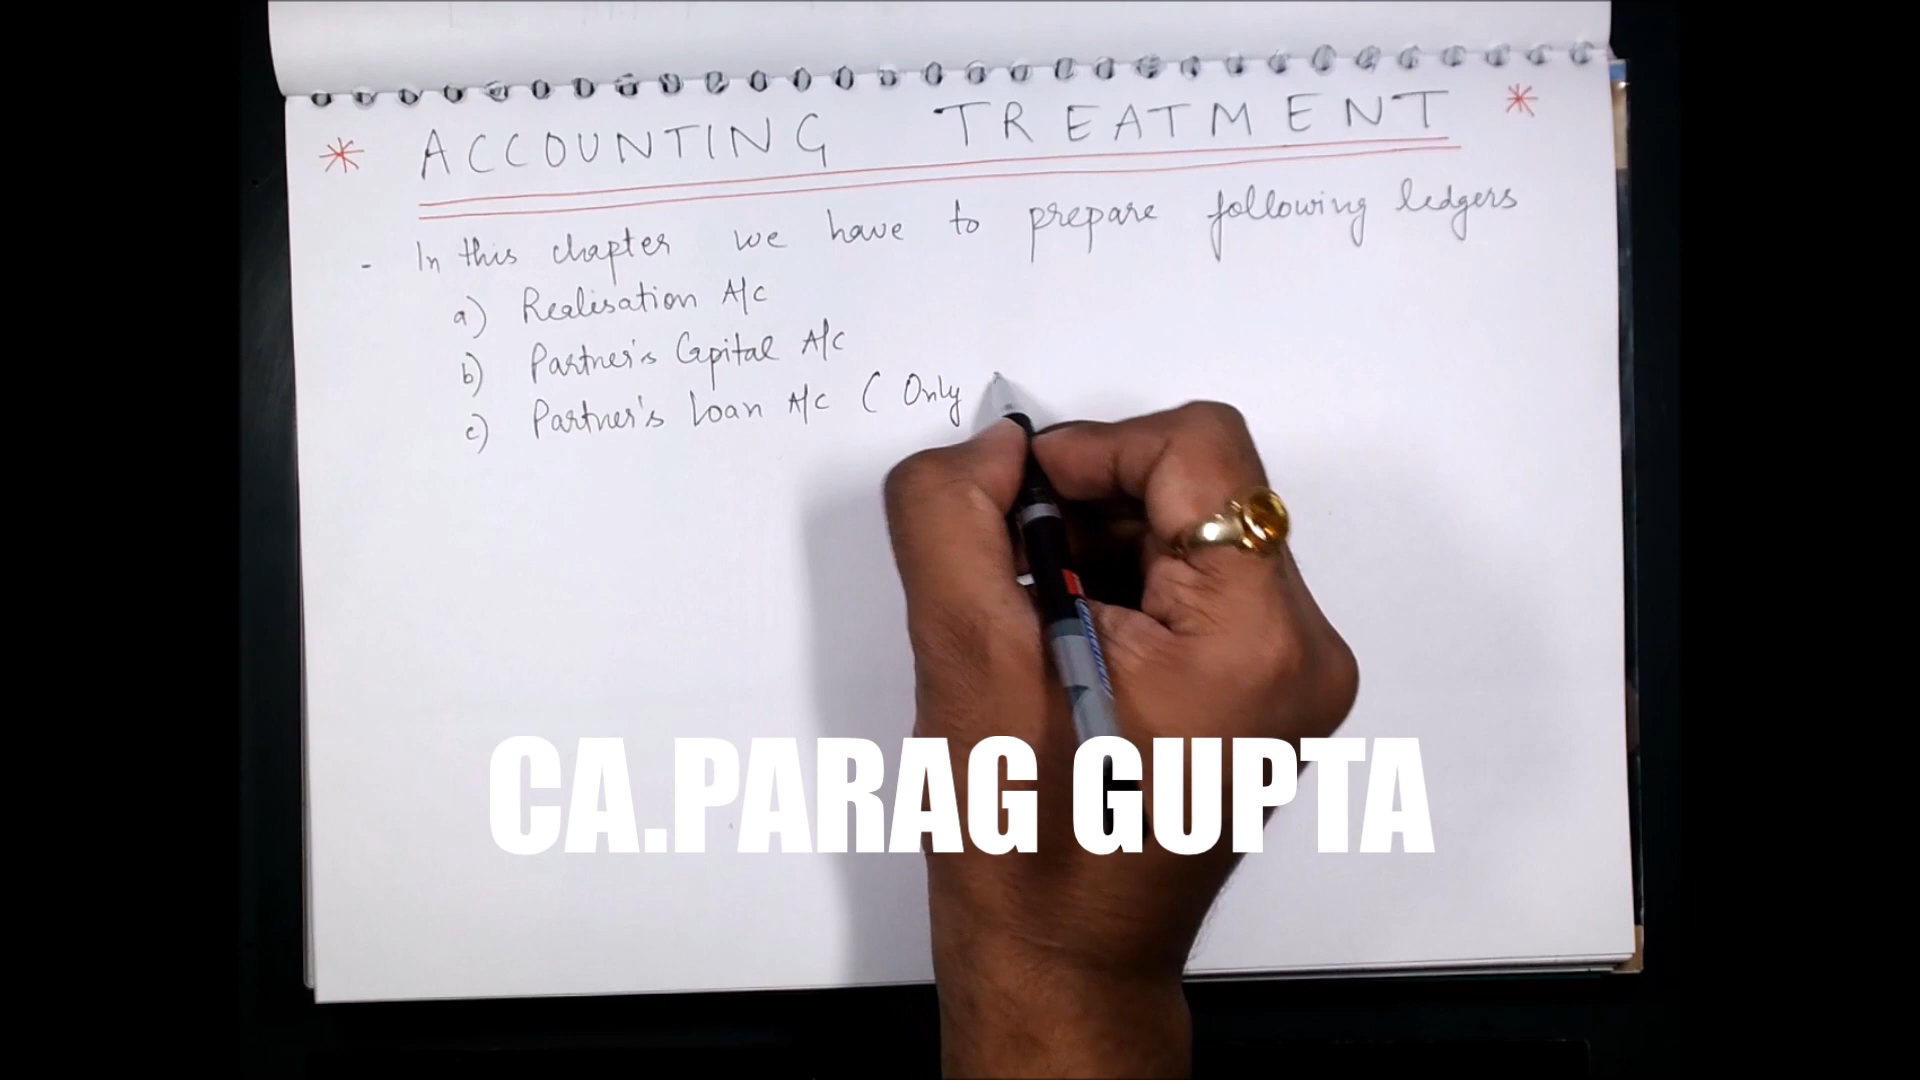 * ACCOUNTING TREATMENT *
- In this chapter we have to prepare following ledgers
a) Realisation A/c
b) Partner's Capital A/c
c) Partner's Loan A/c ( Only
CA.PARAG GUPTA